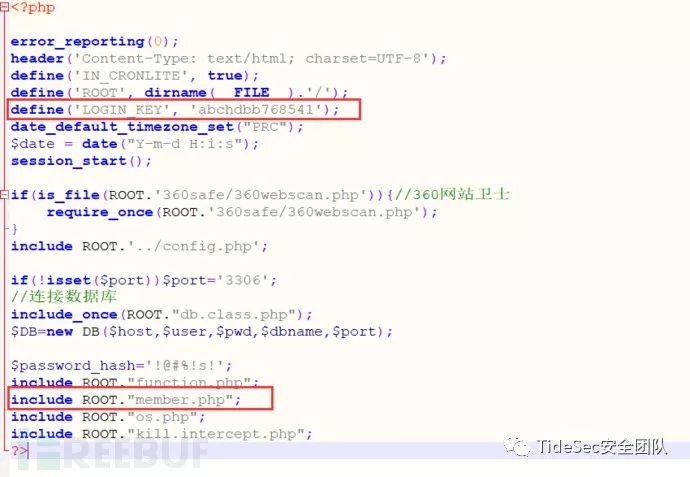 <?php
error_reporting(0);
header('Content-Type: text/html; charset=UTF-8');
define('IN_CRONLITE', true);
define('ROOT', dirname(__FILE__).'/');
define('LOGIN_KEY', 'abchdbb768541');
date_default_timezone_set("PRC");
$date = date("Y-m-d H:i:s");
session_start();
if(is_file(ROOT.'360safe/360webscan.php')){//360网站卫士
require_once(ROOT.'360safe/360webscan.php');
}
include ROOT.'../config.php';
if(!isset($port))$port='3306';
//连接数据库
include_once(ROOT."db.class.php");
$DB=new DB($host,$user,$pwd,$dbname,$port);
$password_hash='!@#%!s!';
include ROOT."function.php";
include ROOT."member.php";
include ROOT."os.php";
include ROOT."kill.intercept.php";
?>
REEBUF
TideSec安全团队